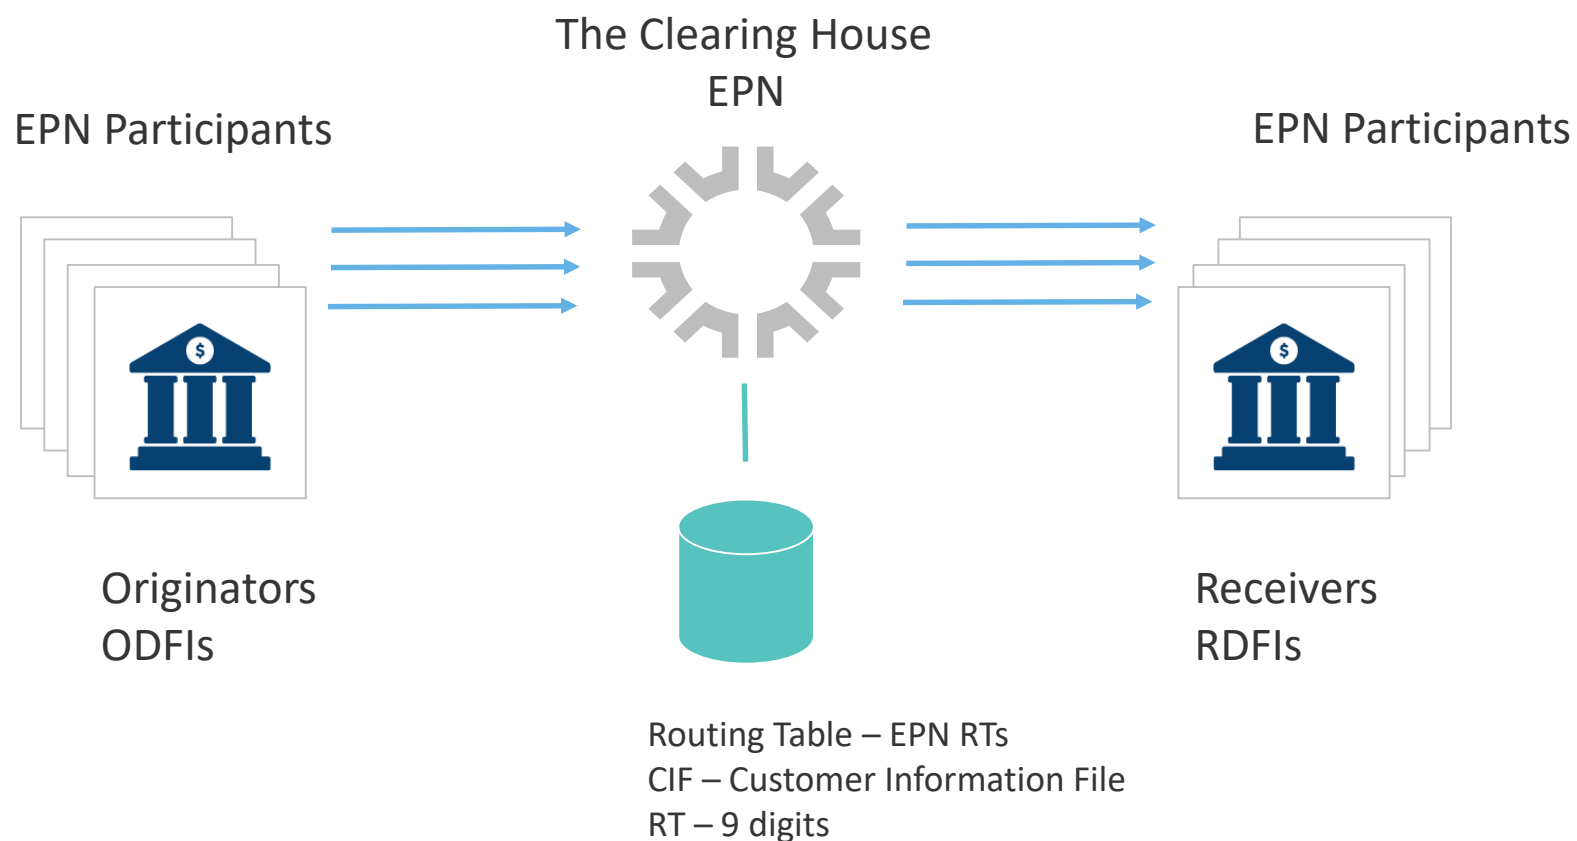 The Clearing House
EPN
EPN Participants
EPN Participants
$
$
Originators
ODFIs
Receivers
RDFIs
Routing Table – EPN RTs
CIF – Customer Information File
RT – 9 digits